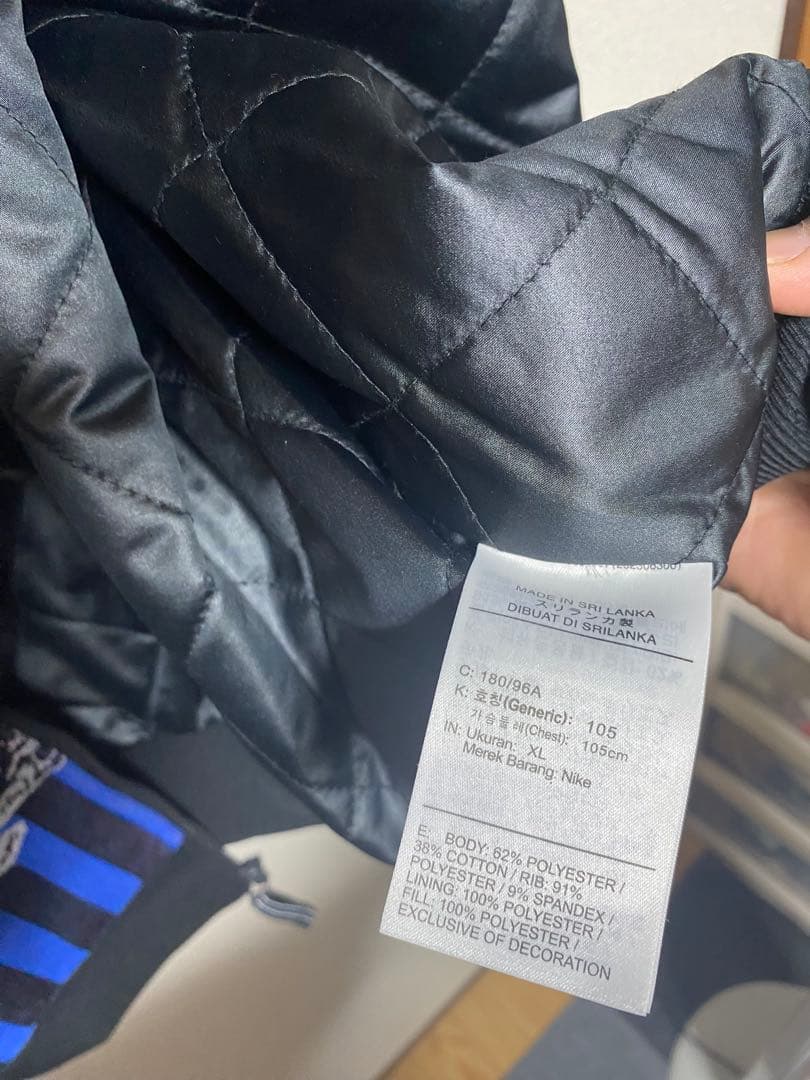 MADE IN SRI LANKA
スリランカ製
DIBUAT DI SRILANKA
C: 180/96A
K: 호칭(Generic): 105
가슴둘레(Chest): 105cm
IN: Ukuran: XL
Merek Barang: Nike
E: BODY: 62% POLYESTER /
38% COTTON / RIB: 91%
POLYESTER / 9% SPANDEX /
LINING: 100% POLYESTER /
FILL: 100% POLYESTER /
EXCLUSIVE OF DECORATION